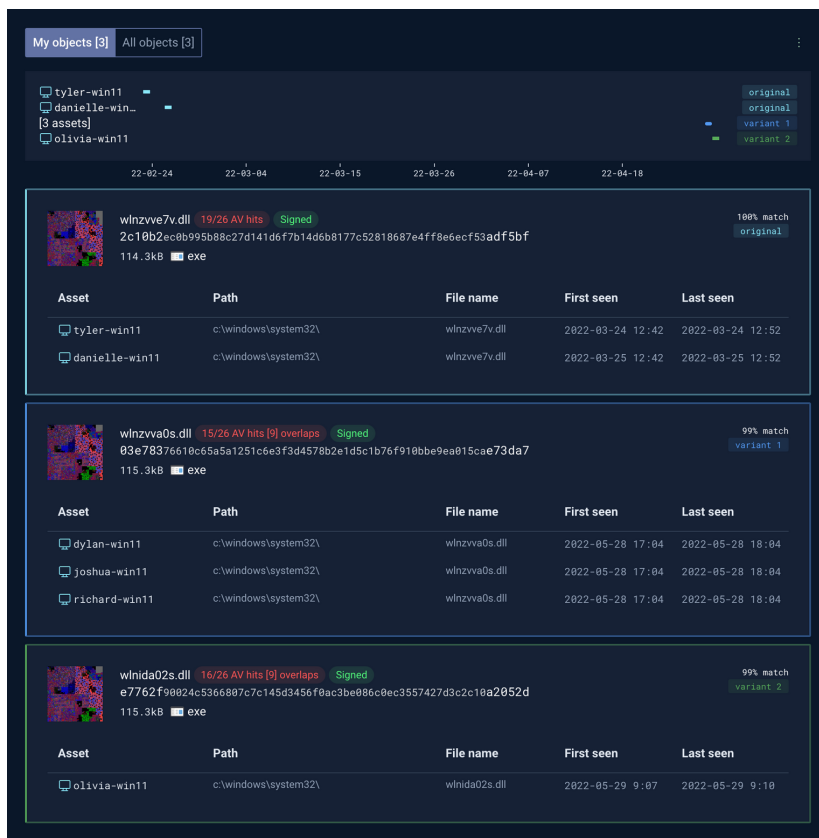 My objects [3] All objects [3]
tyler-win11 original
danielle-win… original
[3 assets] variant 1
olivia-win11 variant 2
22-02-24 22-03-04 22-03-15 22-03-26 22-04-07 22-04-18
wlnzvve7v.dll 19/26 AV hits Signed 100% match
2c10b2ec0b995b88c27d141d6f7b14d6b8177c52818687e4ff8e6ecf53adf5bf original
114.3kB exe
Asset Path File name First seen Last seen
tyler-win11 c:\windows\system32\ wlnzvve7v.dll 2022-03-24 12:42 2022-03-24 12:52
danielle-win11 c:\windows\system32\ wlnzvve7v.dll 2022-03-25 12:42 2022-03-25 12:52
wlnzvva0s.dll 15/26 AV hits [9] overlaps Signed 99% match
03e78376610c65a5a1251c6e3f3d4578b2e1d5c1b76f910bbe9ea015cae73da7 variant 1
115.3kB exe
Asset Path File name First seen Last seen
dylan-win11 c:\windows\system32\ wlnzvva0s.dll 2022-05-28 17:04 2022-05-28 18:04
joshua-win11 c:\windows\system32\ wlnzvva0s.dll 2022-05-28 17:04 2022-05-28 18:04
richard-win11 c:\windows\system32\ wlnzvva0s.dll 2022-05-28 17:04 2022-05-28 18:04
wlnida02s.dll 16/26 AV hits [9] overlaps Signed 99% match
e7762f90024c5366807c7c145d3456f0ac3be086c0ec3557427d3c2c10a2052d variant 2
115.3kB exe
Asset Path File name First seen Last seen
olivia-win11 c:\windows\system32\ wlnida02s.dll 2022-05-29 9:07 2022-05-29 9:10